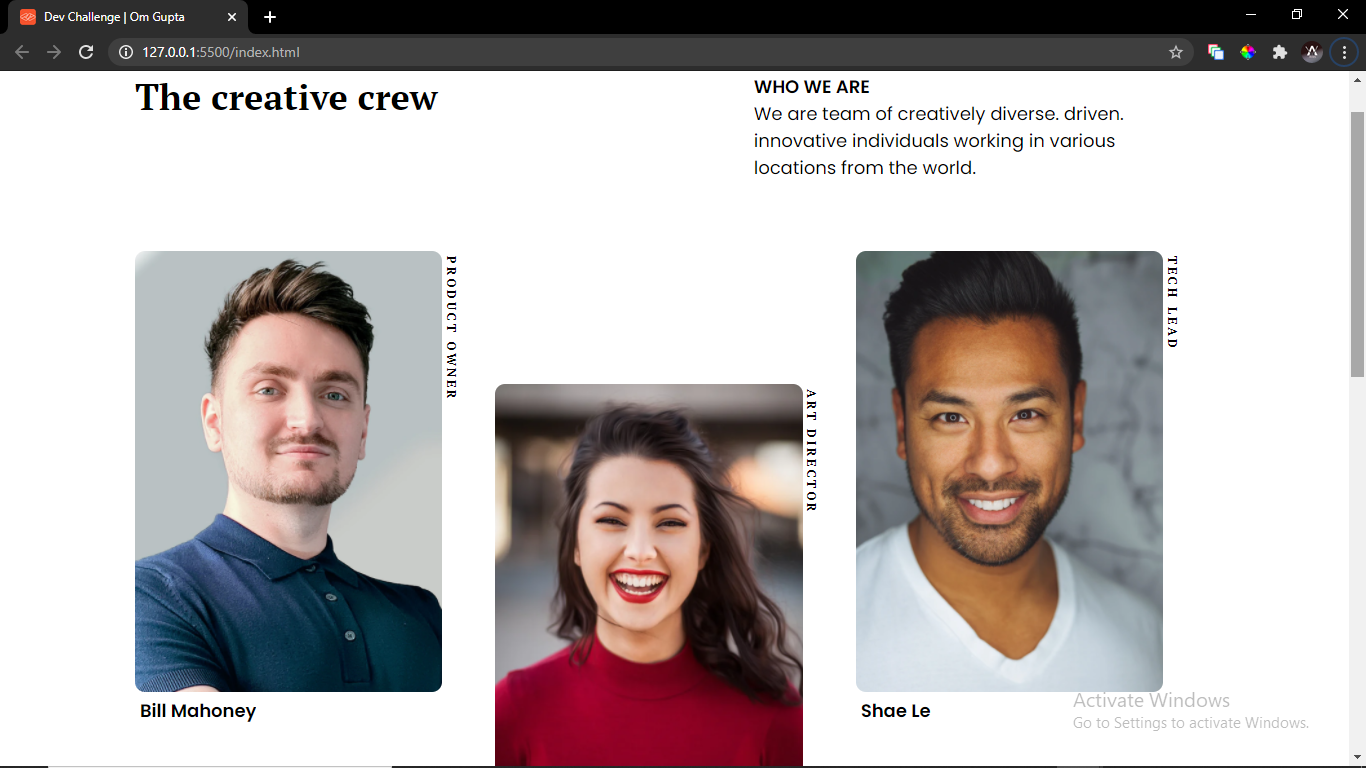 Dev Challenge | Om Gupta
127.0.0.1:5500/index.html
The creative crew
WHO WE ARE
We are team of creatively diverse. driven.
innovative individuals working in various
locations from the world.
PRODUCT OWNER
ART DIRECTOR
TECH LEAD
Bill Mahoney
Shae Le
Activate Windows
Go to Settings to activate Windows.